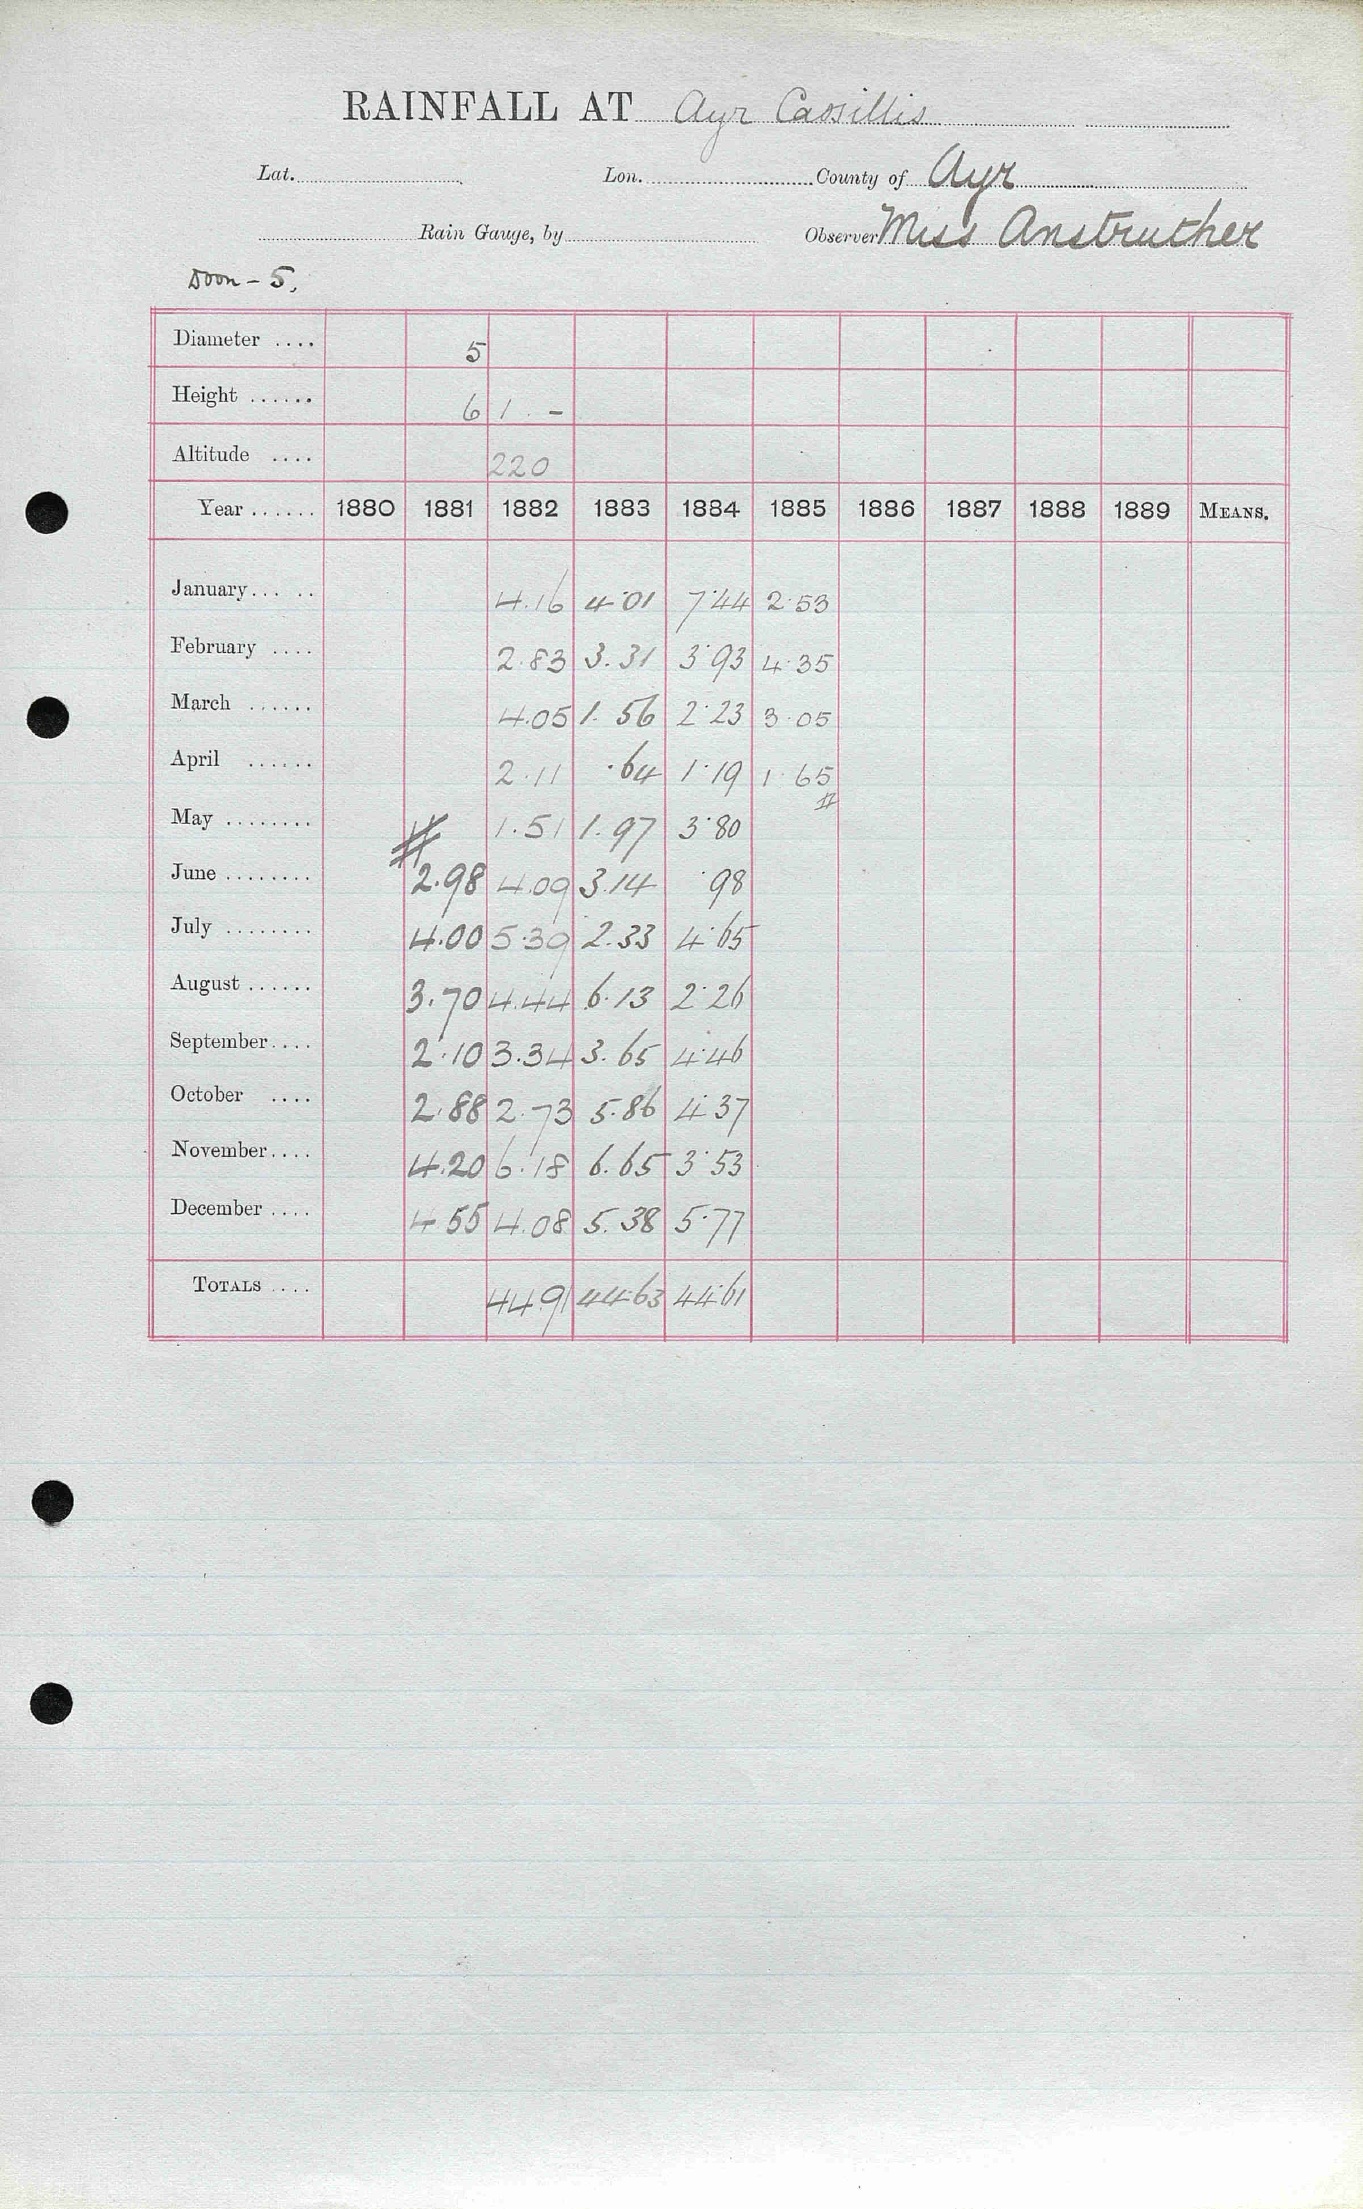 RAINFALL AT Ayr Cassillis
Lat. Lon. County of Ayr
Rain Gauge, by Observer Miss Anstruther
Doon - 5.
Diameter .... 5
Height ...... 6 1 . -
Altitude .... 220
Year ...... 1880 1881 1882 1883 1884 1885 1886 1887 1888 1889 MEANS.
January... .. 4.16 4.01 7.44 2.53
February .... 2.83 3.31 3.93 4.35
March ...... 4.05 1.56 2.23 3.05
April ...... 2.11 .64 1.19 1.65
May ........ 1.51 1.97 3.80
June ........ 2.98 4.09 3.14 .98
July ........ 4.00 5.39 2.33 4.65
August ...... 3.70 4.44 6.13 2.26
September.... 2.10 3.34 3.65 4.46
October .... 2.88 2.73 5.86 4.37
November.... 4.20 6.18 6.65 3.53
December .... 4 55 4.08 5.38 5.77
TOTALS .... 44.91 44.63 44.61